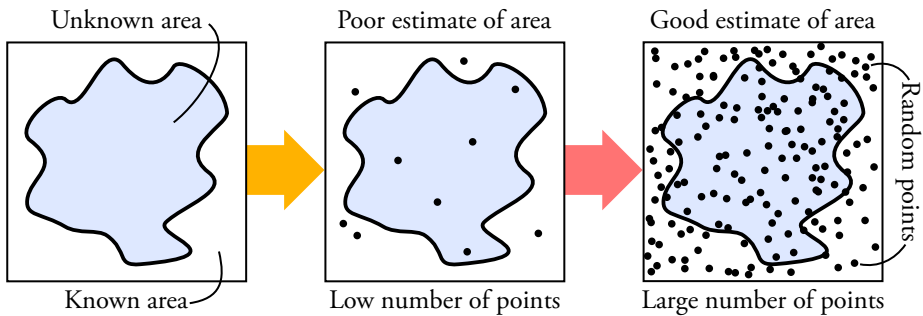 Unknown area
Poor estimate of area
Good estimate of area
Random points
Known area
Low number of points
Large number of points